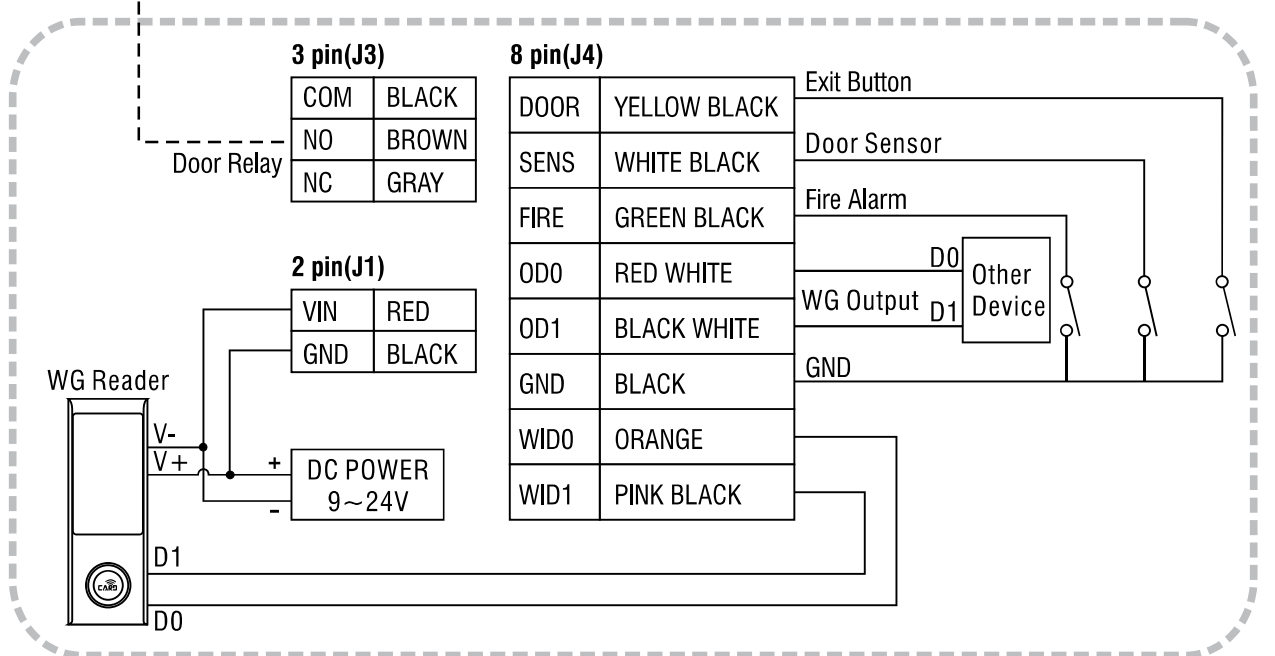 3 pin(J3)
COM BLACK
NO BROWN
NC GRAY
Door Relay
2 pin(J1)
VIN RED
GND BLACK
WG Reader
V-
V+
+ DC POWER
- 9~24V
D1
CARD
D0
8 pin(J4)
DOOR YELLOW BLACK
SENS WHITE BLACK
FIRE GREEN BLACK
OD0 RED WHITE
OD1 BLACK WHITE
GND BLACK
WID0 ORANGE
WID1 PINK BLACK
Exit Button
Door Sensor
Fire Alarm
D0
WG Output
D1
Other
Device
GND